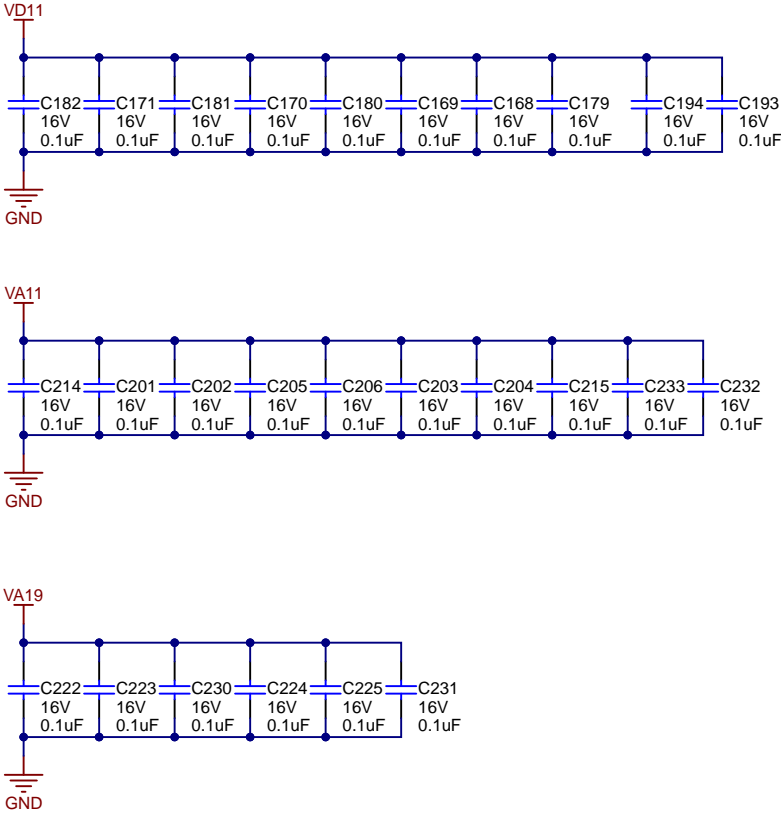 VD11
C182 C171 C181 C170 C180 C169 C168 C179 C194 C193
16V 16V 16V 16V 16V 16V 16V 16V 16V 16V
0.1uF 0.1uF 0.1uF 0.1uF 0.1uF 0.1uF 0.1uF 0.1uF 0.1uF 0.1uF
GND
VA11
C214 C201 C202 C205 C206 C203 C204 C215 C233 C232
16V 16V 16V 16V 16V 16V 16V 16V 16V 16V
0.1uF 0.1uF 0.1uF 0.1uF 0.1uF 0.1uF 0.1uF 0.1uF 0.1uF 0.1uF
GND
VA19
C222 C223 C230 C224 C225 C231
16V 16V 16V 16V 16V 16V
0.1uF 0.1uF 0.1uF 0.1uF 0.1uF 0.1uF
GND